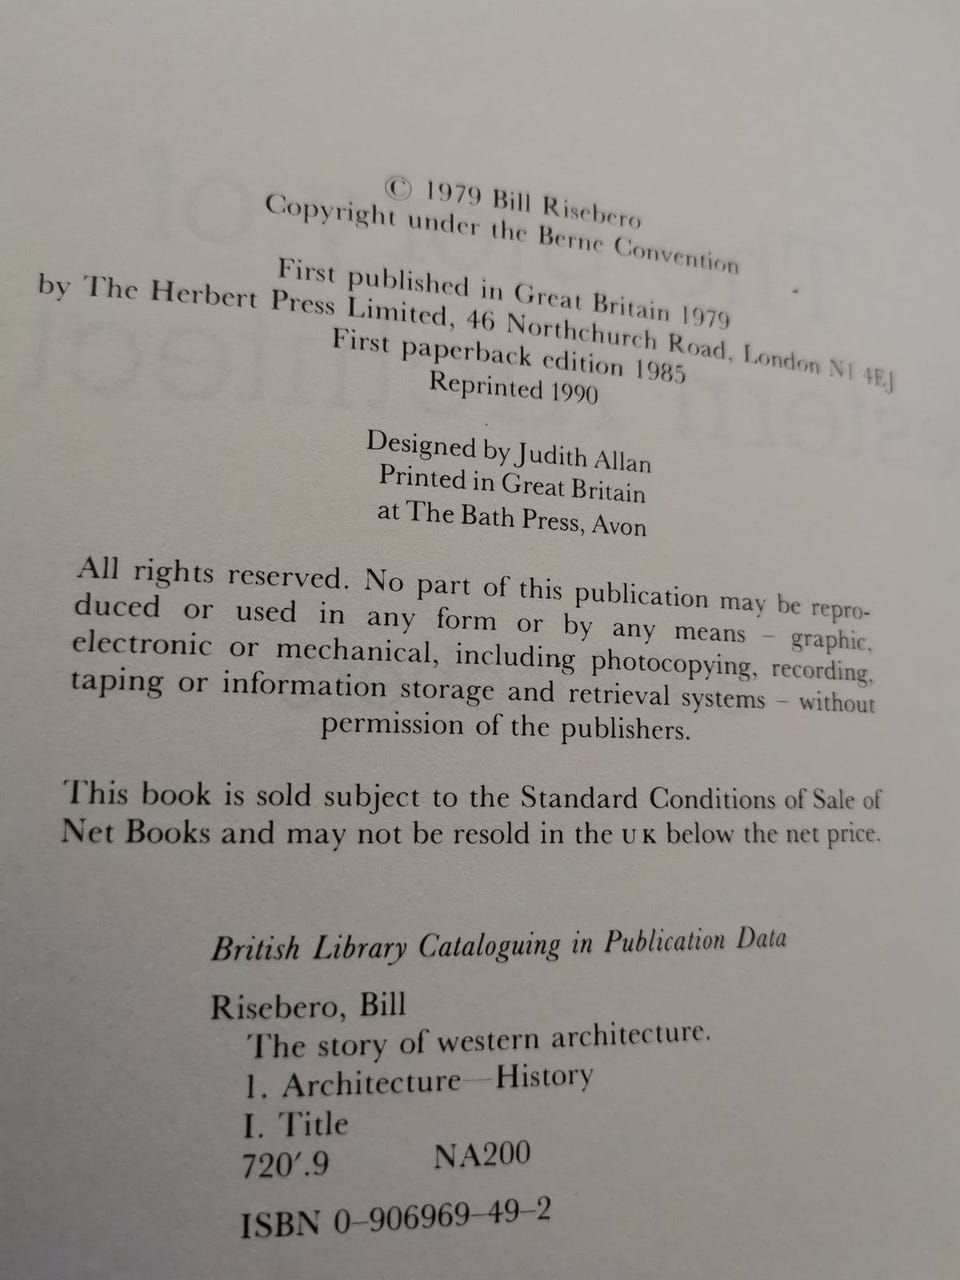 © 1979 Bill Risebero
Copyright under the Berne Convention
First published in Great Britain 1979
by The Herbert Press Limited, 46 Northchurch Road, London N1 4EJ
First paperback edition 1985
Reprinted 1990
Designed by Judith Allan
Printed in Great Britain
at The Bath Press, Avon
All rights reserved. No part of this publication may be repro-
duced or used in any form or by any means – graphic,
electronic or mechanical, including photocopying, recording,
taping or information storage and retrieval systems – without
permission of the publishers.
This book is sold subject to the Standard Conditions of Sale of
Net Books and may not be resold in the UK below the net price.
British Library Cataloguing in Publication Data
Risebero, Bill
The story of western architecture.
1. Architecture—History
I. Title
720′.9 NA200
ISBN 0–906969–49–2